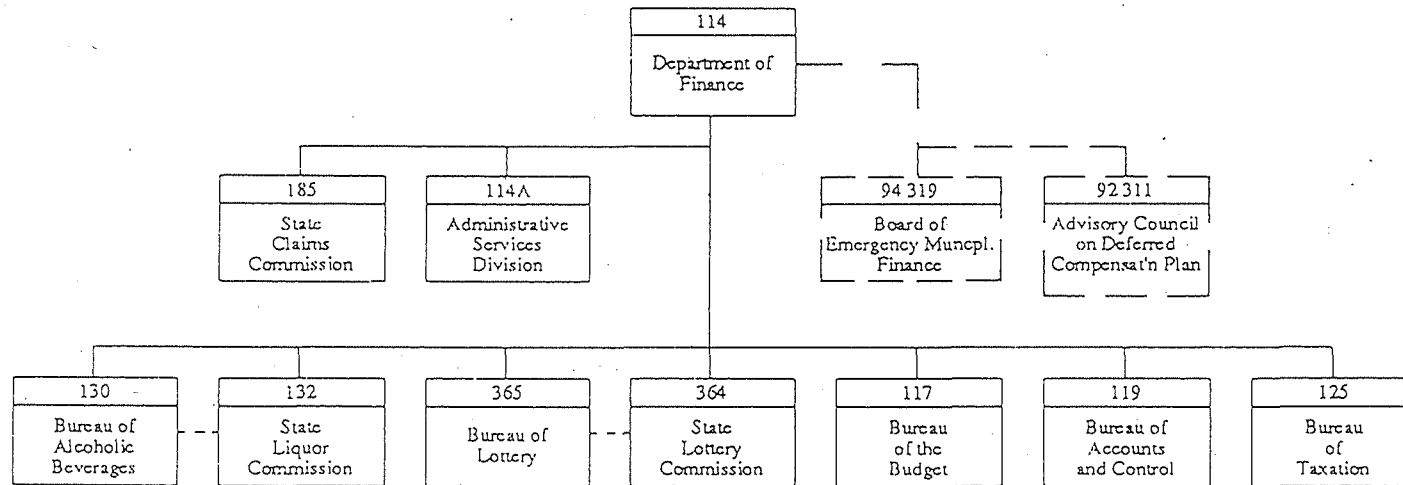 114
Department of
Finance
185
State
Claims
Commission
114A
Administrative
Services
Division
94 319
Board of
Emergency Muncpl.
Finance
92 311
Advisory Council
on Deferred
Compensat'n Plan
130
Bureau of
Alcoholic
Beverages
132
State
Liquor
Commission
365
Bureau of
Lottery
364
State
Lottery
Commission
117
Bureau
of the
Budget
119
Bureau of
Accounts
and Control
125
Bureau
of
Taxation